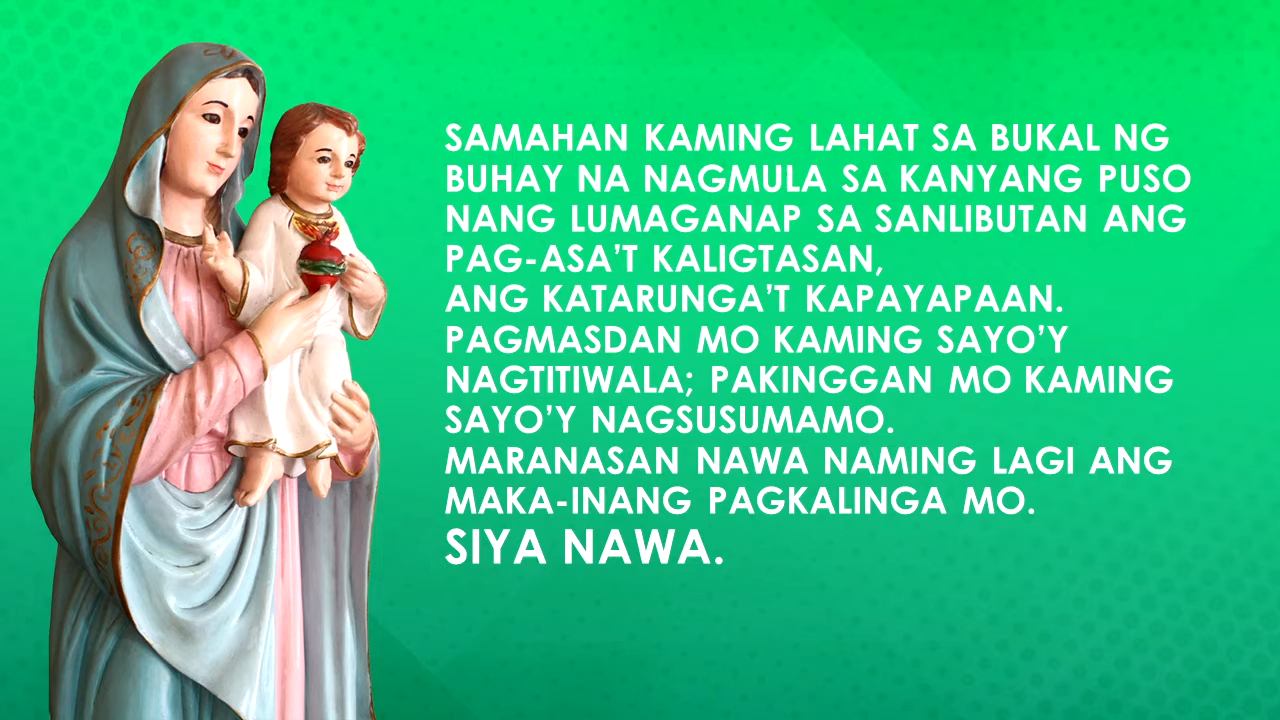 SAMAHAN KAMING LAHAT SA BUKAL NG
BUHAY NA NAGMULA SA KANYANG PUSO
NANG LUMAGANAP SA SANLIBUTAN ANG
PAG-ASA’T KALIGTASAN,
ANG KATARUNGA’T KAPAYAPAAN.
PAGMASDAN MO KAMING SAYO’Y
NAGTITIWALA; PAKINGGAN MO KAMING
SAYO’Y NAGSUSUMAMO.
MARANASAN NAWA NAMING LAGI ANG
MAKA-INANG PAGKALINGA MO.
SIYA NAWA.